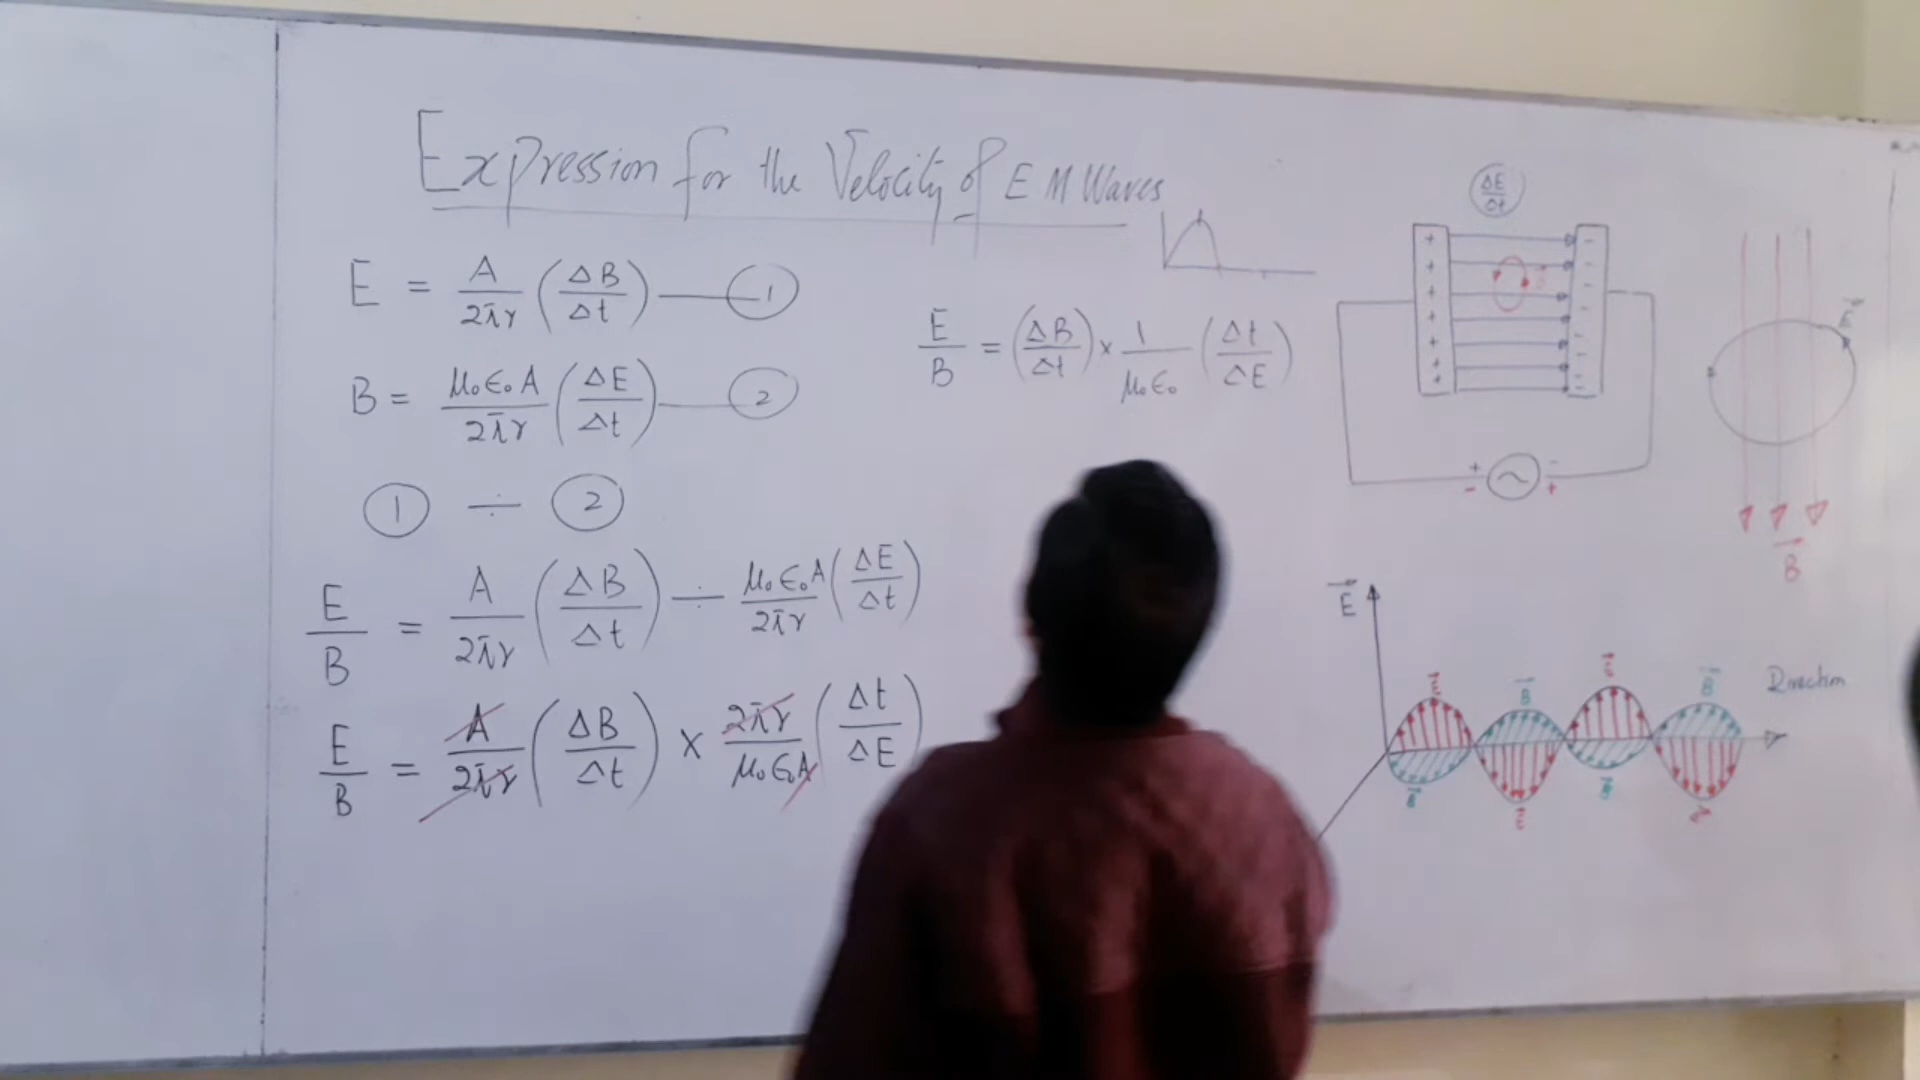 Expression for the Velocity of E M Waves
E = A/2πr (ΔB/Δt) —— ①
B = μ₀ϵ₀A/2πr (ΔE/Δt) —— ②
① ÷ ②
E/B = A/2πr (ΔB/Δt) ÷ μ₀ϵ₀A/2πr (ΔE/Δt)
E/B = A/2πr (ΔB/Δt) × 2πr/μ₀ϵ₀A (Δt/ΔE)
E/B = (ΔB/Δt) × 1/μ₀ϵ₀ (Δt/ΔE)
ΔE/Δt
+ -
+ -
+ -
+ -
+ -
+ -
+ -
+ ~ -
- +
B⃗
E⃗
E⃗ B⃗ E⃗ B⃗ Direction
B⃗ E⃗ B⃗